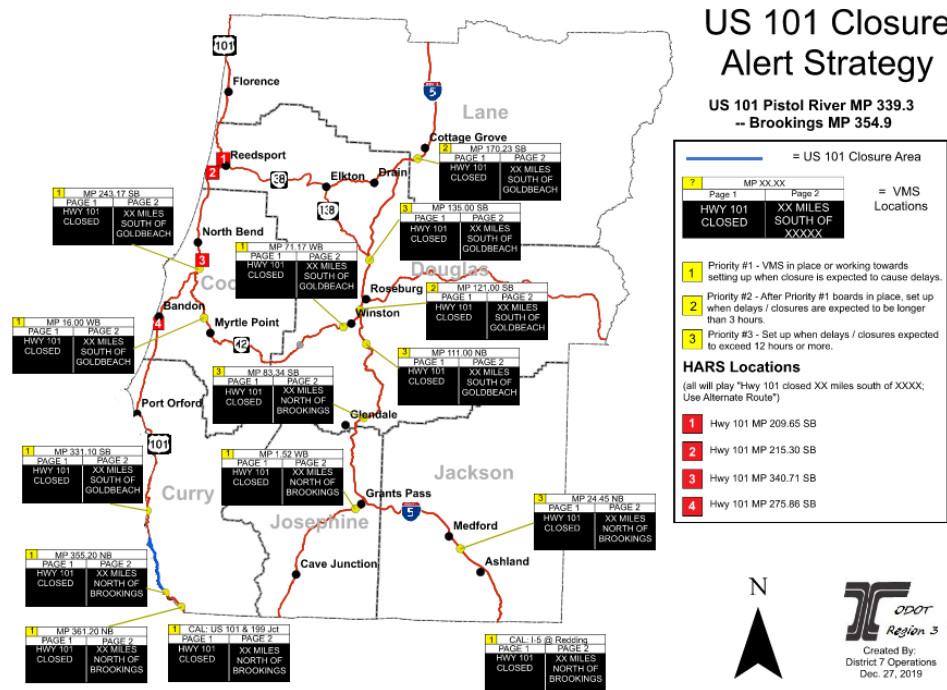 US 101 Closure
Alert Strategy
US 101 Pistol River MP 339.3
-- Brookings MP 354.9
= US 101 Closure Area
? MP XX.XX
Page 1 Page 2
HWY 101 CLOSED
XX MILES SOUTH OF XXXXX
= VMS Locations
1 Priority #1 - VMS in place or working towards
setting up when closure is expected to cause delays.
2 Priority #2 - After Priority #1 boards in place, set up
when delays / closures are expected to be longer
than 3 hours.
3 Priority #3 - Set up when delays / closures expected
to exceed 12 hours or more.
HARS Locations
(all will play "Hwy 101 closed XX miles south of XXXX;
Use Alternate Route")
1 Hwy 101 MP 209.65 SB
2 Hwy 101 MP 215.30 SB
3 Hwy 101 MP 340.71 SB
4 Hwy 101 MP 275.86 SB
N
ODOT
Region 3
Created By:
District 7 Operations
Dec. 27, 2019
101
Florence
5
Lane
Cottage Grove
2 MP 170.23 SB
PAGE 1 PAGE 2
HWY 101 CLOSED
XX MILES SOUTH OF GOLDBEACH
1
Reedsport
2
38
Elkton
Drain
138
1 MP 243.17 SB
PAGE 1 PAGE 2
HWY 101 CLOSED
XX MILES SOUTH OF GOLDBEACH
3 MP 135.00 SB
PAGE 1 PAGE 2
HWY 101 CLOSED
XX MILES SOUTH OF GOLDBEACH
North Bend
3
1 MP 71.17 WB
PAGE 1 PAGE 2
HWY 101 CLOSED
XX MILES SOUTH OF GOLDBEACH
Douglas
Roseburg
2 MP 121.00 SB
PAGE 1 PAGE 2
HWY 101 CLOSED
XX MILES SOUTH OF GOLDBEACH
Coo
Bandon
4
Winston
Myrtle Point
42
1 MP 16.00 WB
PAGE 1 PAGE 2
HWY 101 CLOSED
XX MILES SOUTH OF GOLDBEACH
3 MP 111.00 NB
PAGE 1 PAGE 2
HWY 101 CLOSED
XX MILES SOUTH OF GOLDBEACH
3 MP 83.34 SB
PAGE 1 PAGE 2
HWY 101 CLOSED
XX MILES NORTH OF BROOKINGS
Port Orford
Glendale
101
1 MP 331.10 SB
PAGE 1 PAGE 2
HWY 101 CLOSED
XX MILES SOUTH OF GOLDBEACH
1 MP 1.52 WB
PAGE 1 PAGE 2
HWY 101 CLOSED
XX MILES NORTH OF BROOKINGS
Curry
Jackson
Grants Pass
5
Josephine
3 MP 24.45 NB
PAGE 1 PAGE 2
HWY 101 CLOSED
XX MILES NORTH OF BROOKINGS
Medford
Cave Junction
Ashland
1 MP 355.20 NB
PAGE 1 PAGE 2
HWY 101 CLOSED
XX MILES NORTH OF BROOKINGS
1 MP 361.20 NB
PAGE 1 PAGE 2
HWY 101 CLOSED
XX MILES NORTH OF BROOKINGS
1 CAL: US 101 & 199 Jct
PAGE 1 PAGE 2
HWY 101 CLOSED
XX MILES NORTH OF BROOKINGS
1 CAL: I-5 @ Redding
PAGE 1 PAGE 2
HWY 101 CLOSED
XX MILES NORTH OF BROOKINGS